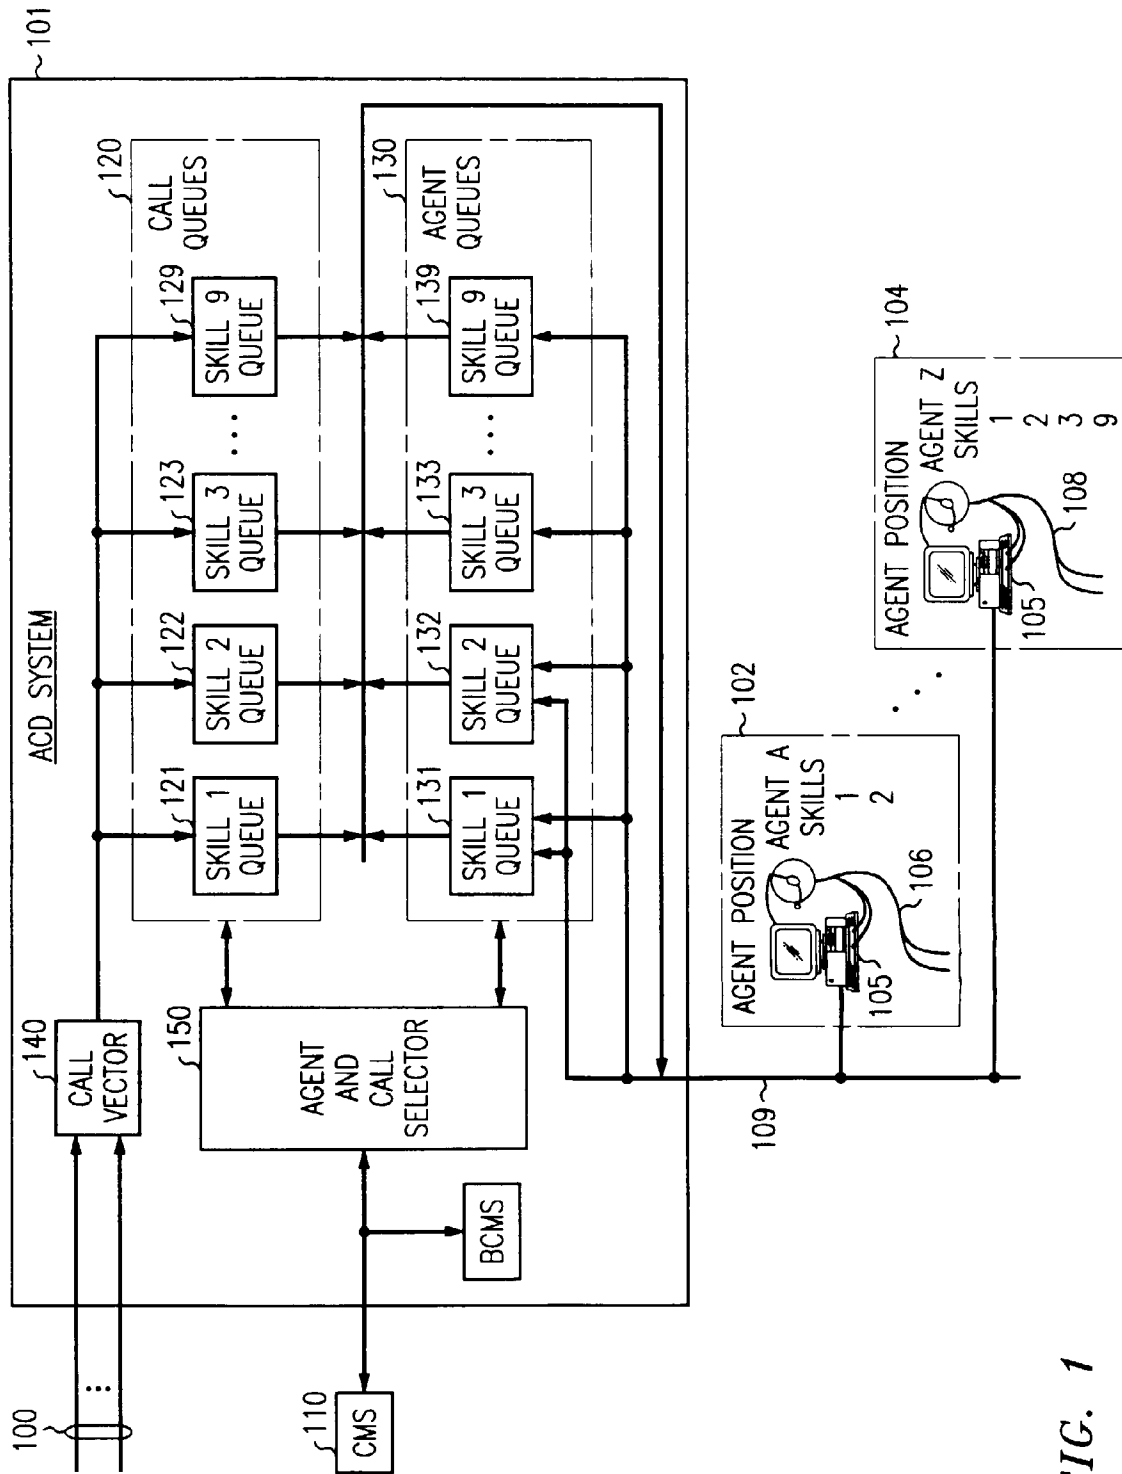 100
110
CMS
ACD SYSTEM
101
140
CALL
VECTOR
150
AGENT
AND
CALL
SELECTOR
BCMS
120
CALL
QUEUES
121
SKILL 1
QUEUE
122
SKILL 2
QUEUE
123
SKILL 3
QUEUE
...
129
SKILL 9
QUEUE
130
AGENT
QUEUES
131
SKILL 1
QUEUE
132
SKILL 2
QUEUE
133
SKILL 3
QUEUE
...
139
SKILL 9
QUEUE
109
102
AGENT POSITION
AGENT A
SKILLS
1
2
105
106
...
104
AGENT POSITION
AGENT Z
SKILLS
1
2
3
9
105
108
FIG. 1